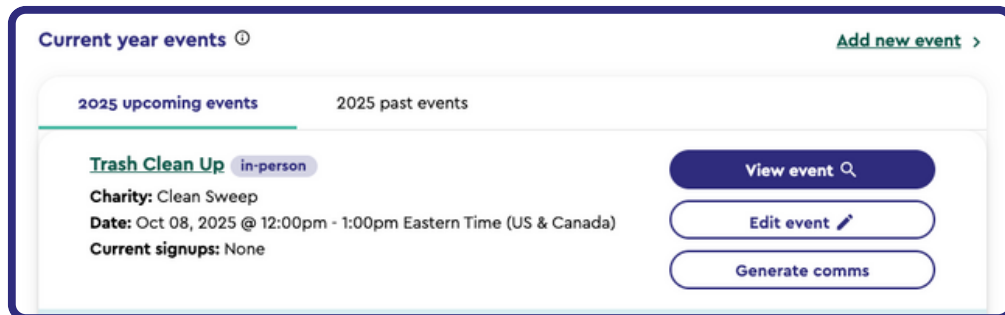 Current year events
Add new event >
2025 upcoming events
2025 past events
Trash Clean Up in-person
Charity: Clean Sweep
Date: Oct 08, 2025 @ 12:00pm - 1:00pm Eastern Time (US & Canada)
Current signups: None
View event
Edit event
Generate comms